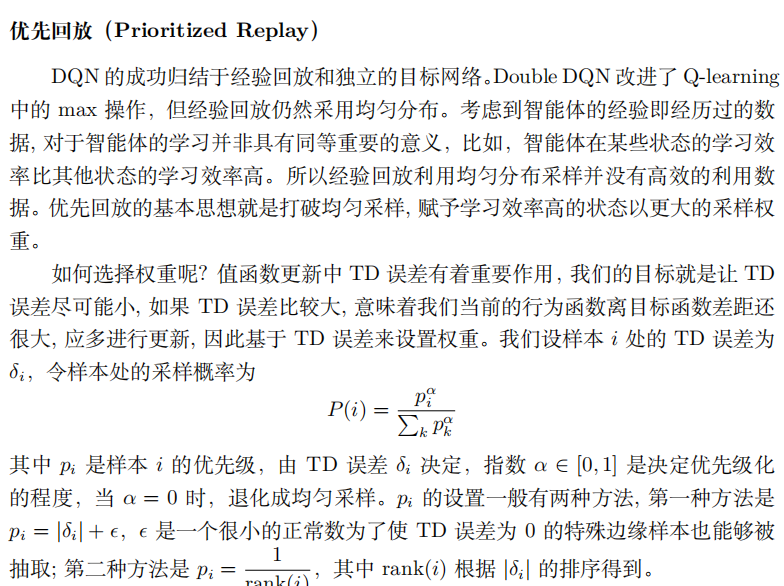 优先回放（Prioritized Replay）
DQN 的成功归结于经验回放和独立的目标网络。Double DQN 改进了 Q-learning
中的 max 操作，但经验回放仍然采用均匀分布。考虑到智能体的经验即经历过的数
据, 对于智能体的学习并非具有同等重要的意义，比如，智能体在某些状态的学习效
率比其他状态的学习效率高。所以经验回放利用均匀分布采样并没有高效的利用数
据。优先回放的基本思想就是打破均匀采样, 赋予学习效率高的状态以更大的采样权
重。
如何选择权重呢？值函数更新中 TD 误差有着重要作用, 我们的目标就是让 TD
误差尽可能小, 如果 TD 误差比较大, 意味着我们当前的行为函数离目标函数差距还
很大, 应多进行更新, 因此基于 TD 误差来设置权重。我们设样本 i 处的 TD 误差为
δ_i，令样本处的采样概率为
P(i) = p_i^α / ∑_k p_k^α
其中 p_i 是样本 i 的优先级，由 TD 误差 δ_i 决定，指数 α ∈ [0,1] 是决定优先级化
的程度，当 α = 0 时，退化成均匀采样。p_i 的设置一般有两种方法, 第一种方法是
p_i = |δ_i| + ϵ，ϵ 是一个很小的正常数为了使 TD 误差为 0 的特殊边缘样本也能够被
抽取; 第二种方法是 p_i = 1 / rank(i)，其中 rank(i) 根据 |δ_i| 的排序得到。